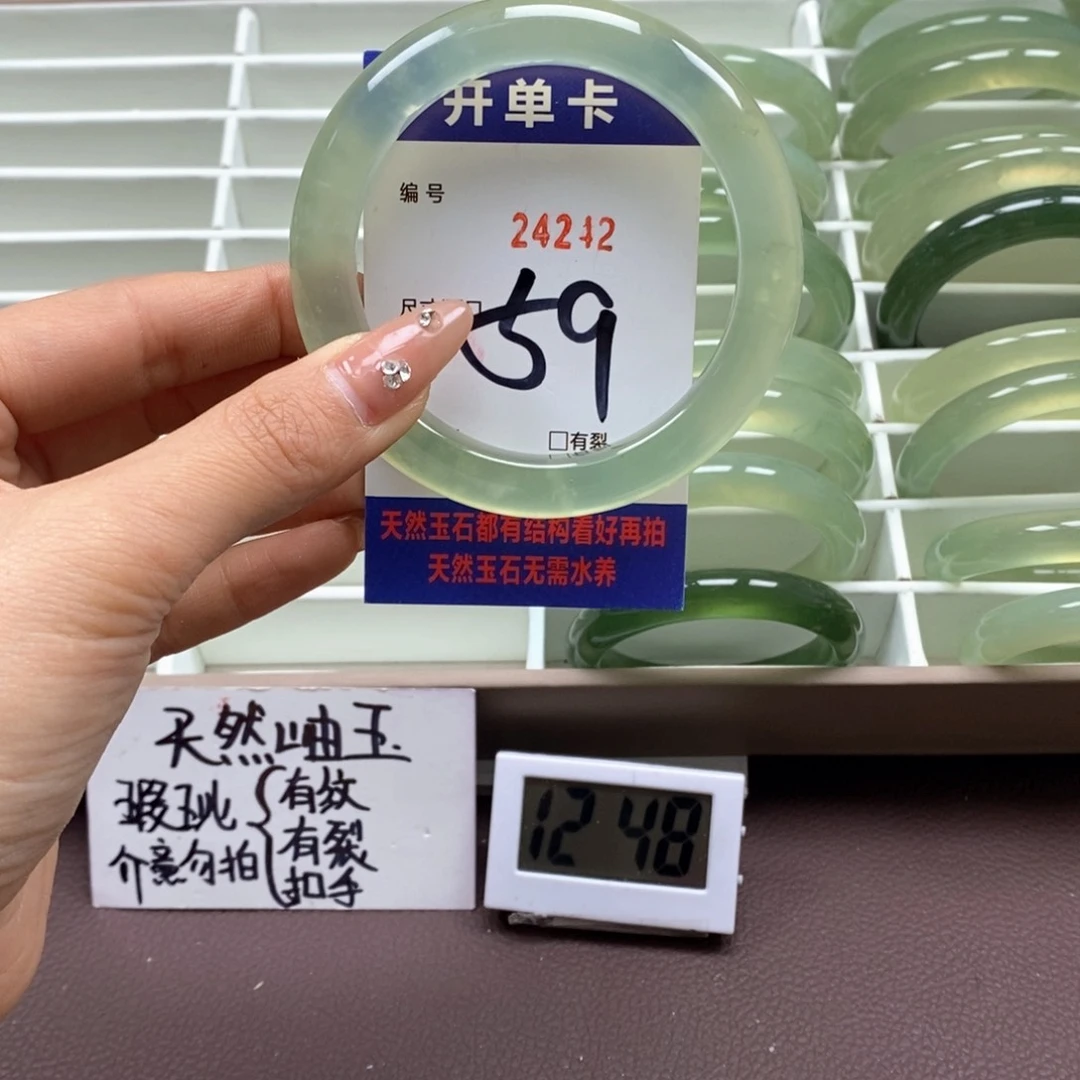 开单卡
编号
24242
59
□有裂
天然玉石都有结构看好再拍
天然玉石无需水养
天然岫玉
瑕玭 有纹
有裂
介意勿拍 扣手
12 48